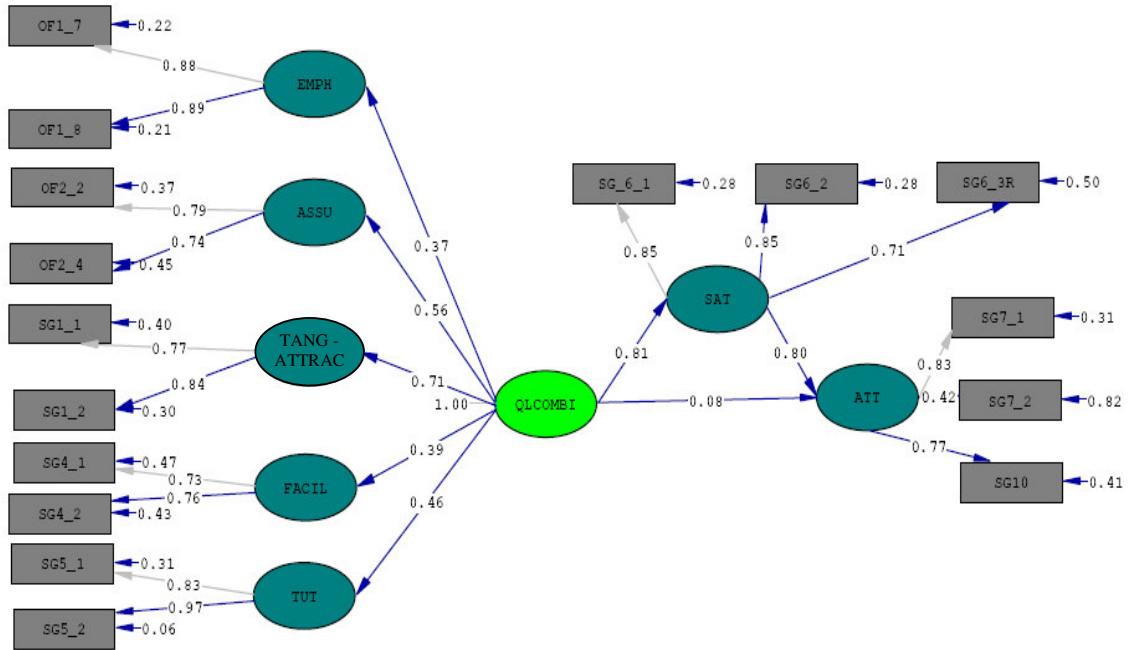 OF1_7
0.22
0.88
EMPH
0.89
OF1_8
0.21
OF2_2
0.37
0.79
ASSU
0.74
OF2_4
0.45
SG1_1
0.40
0.77
TANG -
ATTRAC
0.84
SG1_2
0.30
SG4_1
0.47
0.73
FACIL
0.76
SG4_2
0.43
SG5_1
0.31
0.83
TUT
0.97
SG5_2
0.06
0.37
0.56
0.71
1.00
0.39
0.46
QLCOMBI
0.81
0.08
SG_6_1
0.28
SG6_2
0.28
SG6_3R
0.50
0.85
0.85
0.71
SAT
0.80
ATT
SG7_1
0.31
0.83
0.42
SG7_2
0.82
0.77
SG10
0.41